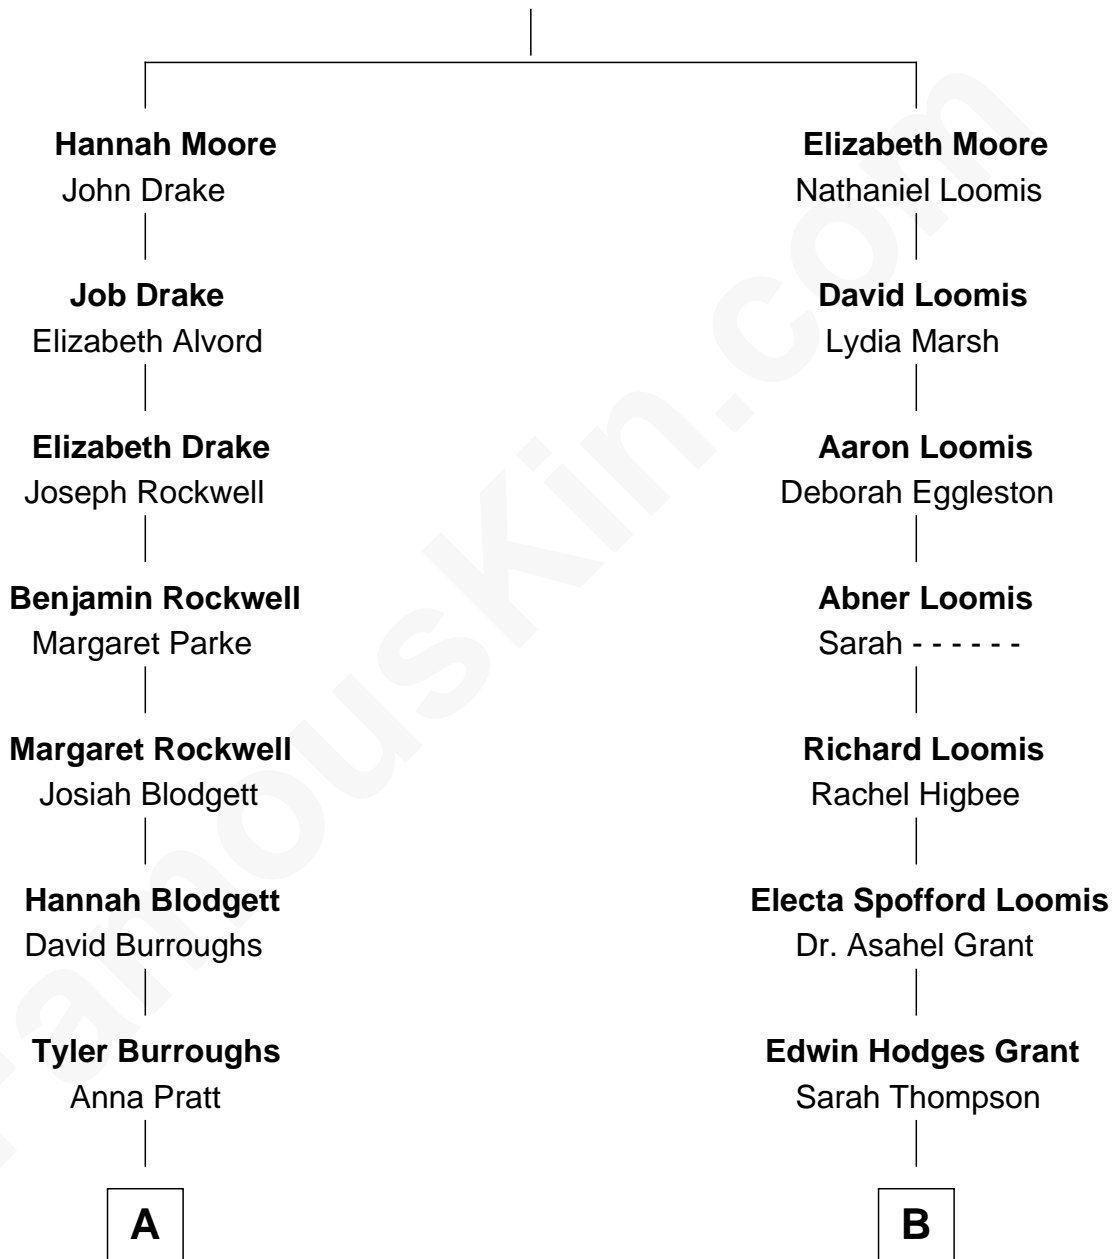 Hannah Moore
John Drake
Job Drake
Elizabeth Alvord
Elizabeth Drake
Joseph Rockwell
Benjamin Rockwell
Margaret Parke
Margaret Rockwell
Josiah Blodgett
Hannah Blodgett
David Burroughs
Tyler Burroughs
Anna Pratt
A
Elizabeth Moore
Nathaniel Loomis
David Loomis
Lydia Marsh
Aaron Loomis
Deborah Eggleston
Abner Loomis
Sarah - - - - - -
Richard Loomis
Rachel Higbee
Electa Spofford Loomis
Dr. Asahel Grant
Edwin Hodges Grant
Sarah Thompson
B
FamousKin.com